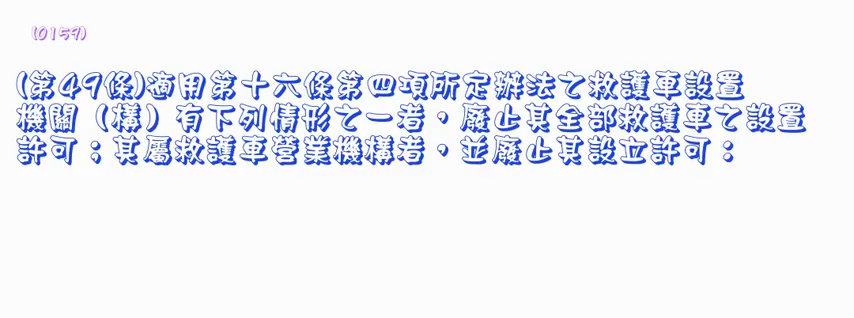 (0159)
(第49條)適用第十六條第四項所定辦法之救護車設置
機關（構）有下列情形之一者，廢止其全部救護車之設置
許可；其屬救護車營業機構者，並廢止其設立許可：